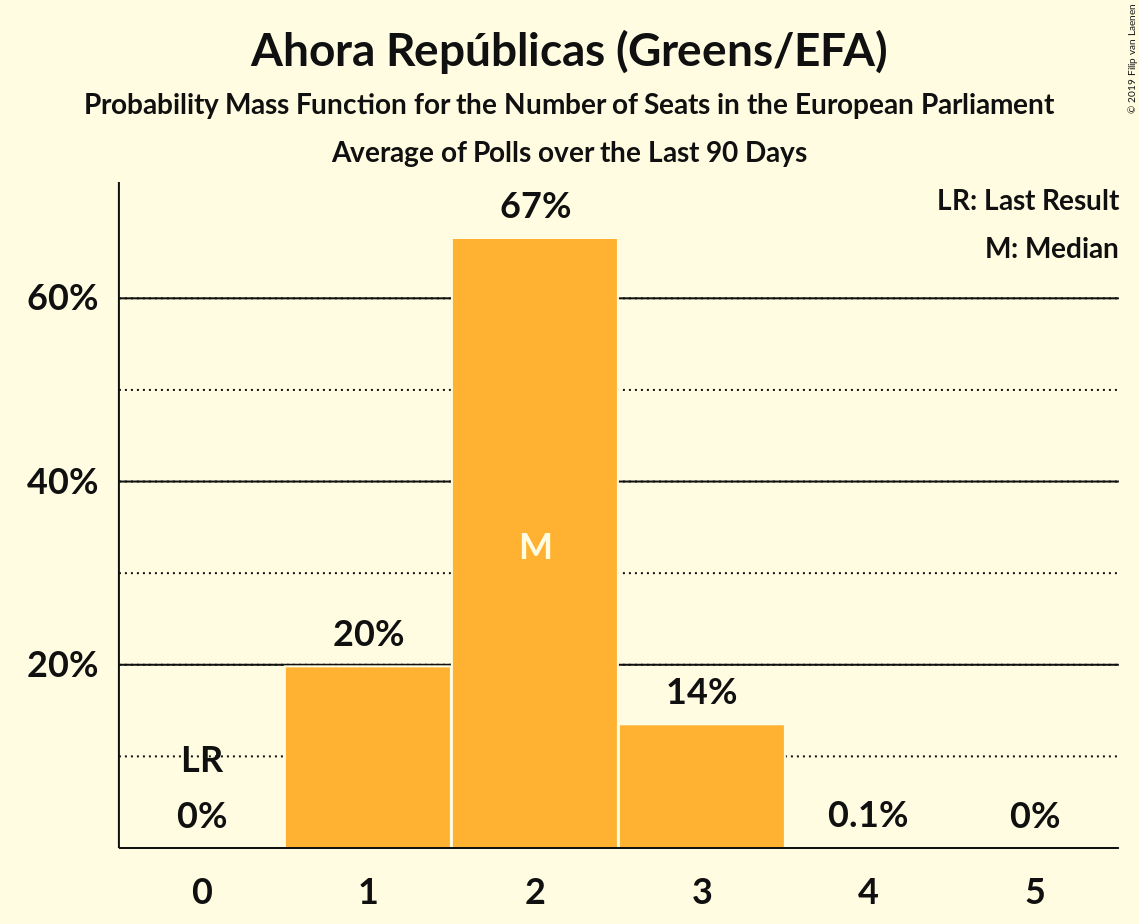 Ahora Repúblicas (Greens/EFA)
Probability Mass Function for the Number of Seats in the European Parliament
Average of Polls over the Last 90 Days
© 2019 Filip van Laenen
LR: Last Result
M: Median
67%
60%
40%
M
20%
20%
14%
LR
0%
0.1%
0%
0 1 2 3 4 5